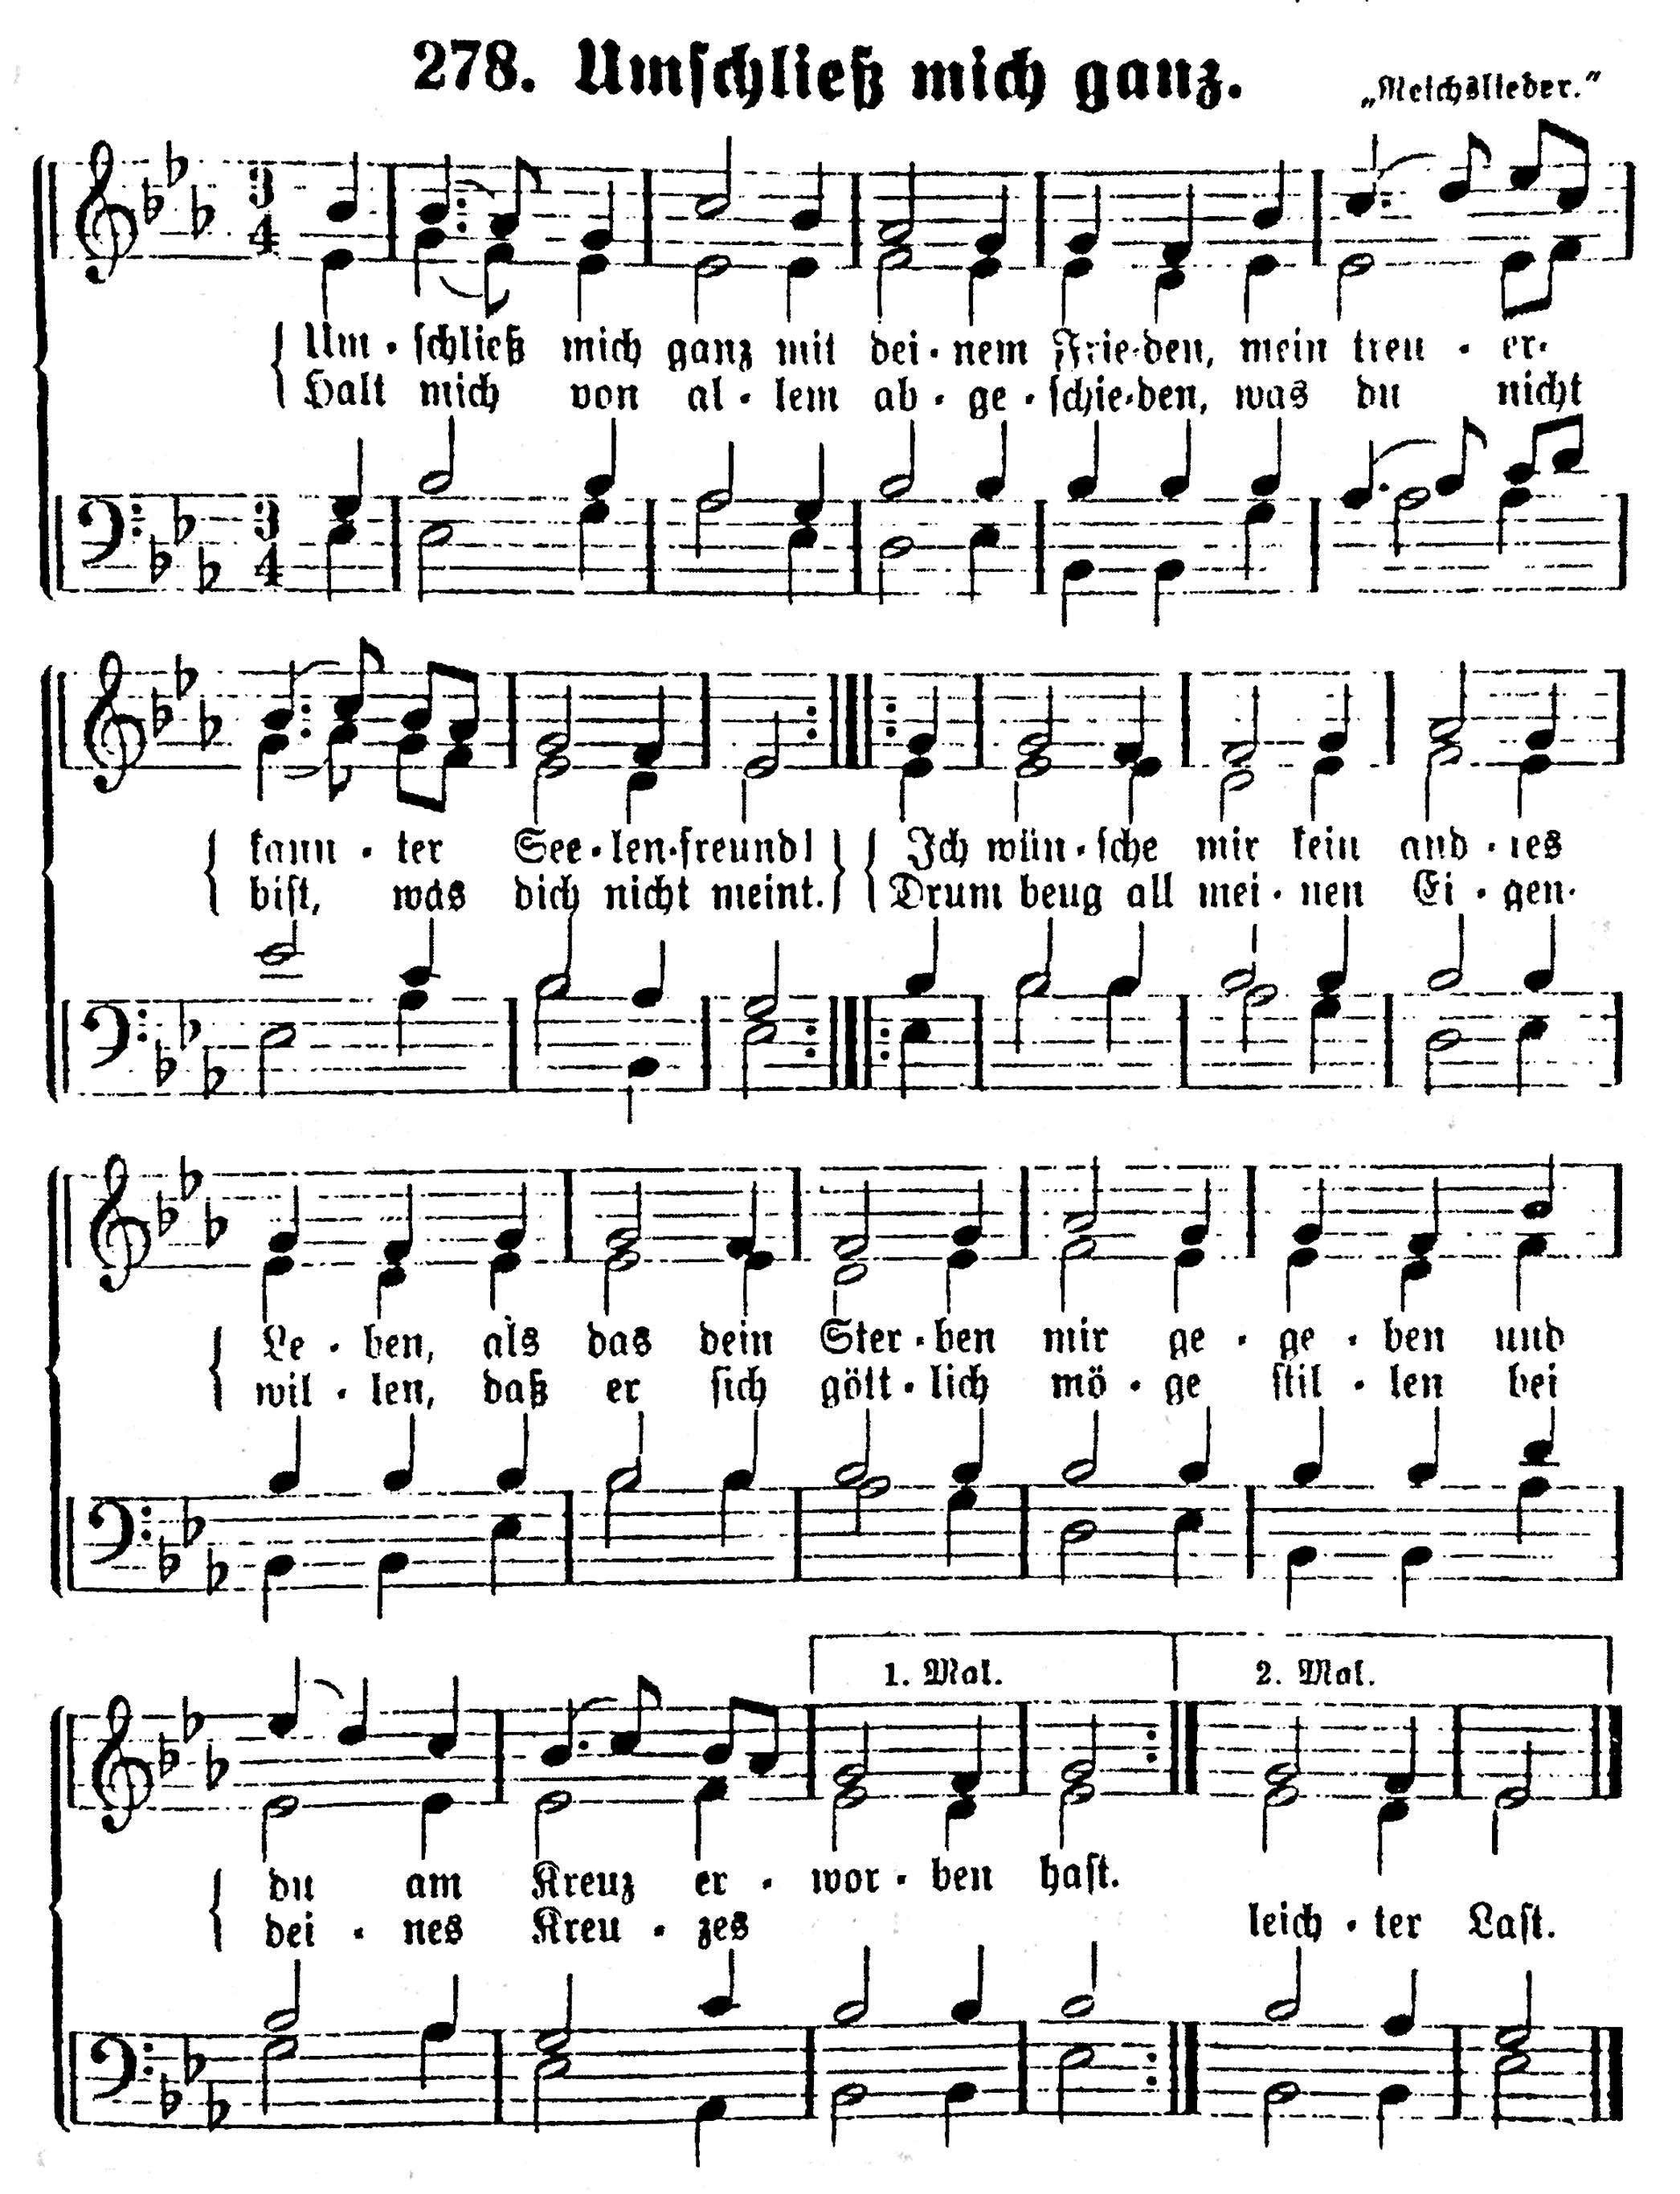 278. Umschließ mich ganz.
„Reichslieder.“
3
4
Um - schließ mich ganz mit dei - nem Frie - den, mein treu - er -
Halt mich von al - lem ab - ge - schie - den, was du nicht
3
4
kann - ter See - len - freund!
bist, was dich nicht meint.
Ich wün - sche mir kein and - res
Drum beug all mei - nen Ei - gen -
Le - ben, als das dein Ster - ben mir ge - ge - ben und
wil - len, daß er sich gött - lich mö - ge stil - len bei
1. Mal.
2. Mal.
du am Kreuz er - wor - ben hast.
dei - nes Kreu - zes leich - ter Last.